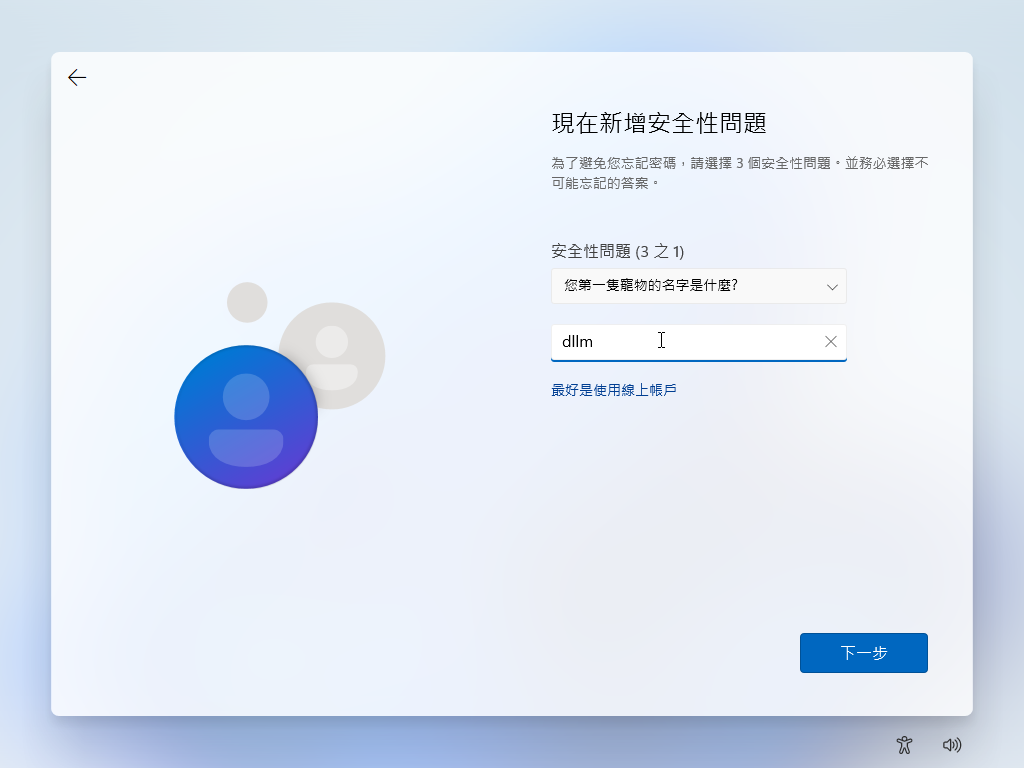 現在新增安全性問題
為了避免您忘記密碼，請選擇 3 個安全性問題。並務必選擇不
可能忘記的答案。
安全性問題 (3 之 1)
您第一隻寵物的名字是什麼?
dllm
最好是使用線上帳戶
下一步